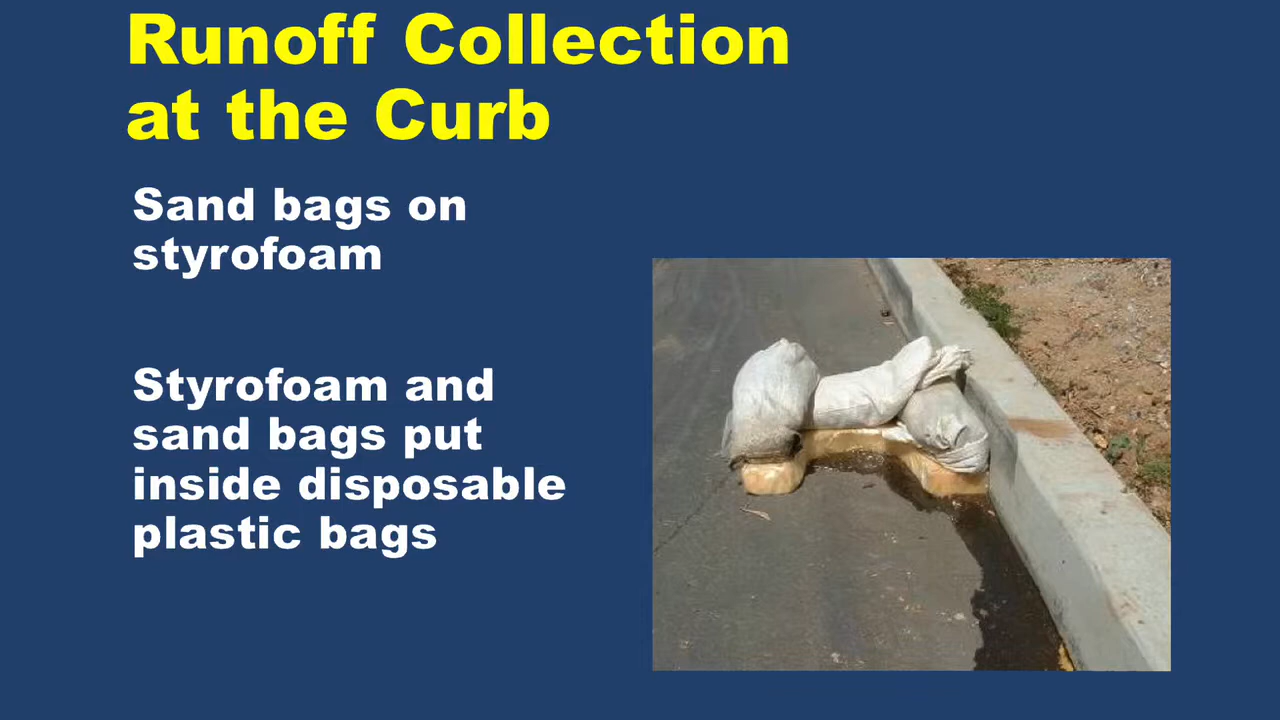 Runoff Collection
at the Curb
Sand bags on
styrofoam
Styrofoam and
sand bags put
inside disposable
plastic bags